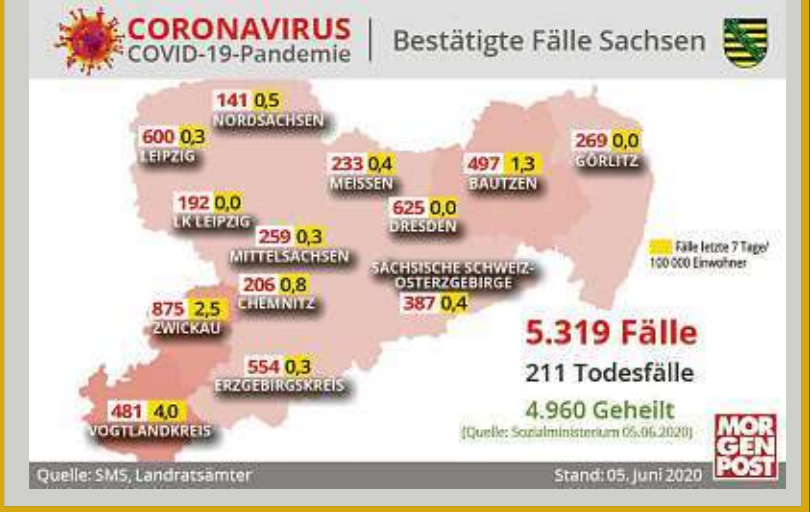 CORONAVIRUS
COVID-19-Pandemie
Bestätigte Fälle Sachsen
141 0,5
NORDSACHSEN
600 0,3
LEIPZIG
233 0,4
MEISSEN
497 1,3
BAUTZEN
269 0,0
GÖRLITZ
192 0,0
LK LEIPZIG
625 0,0
DRESDEN
259 0,3
MITTELSACHSEN
Fälle letzte 7 Tage/
100 000 Einwohner
SÄCHSISCHE SCHWEIZ-
OSTERZGEBIRGE
387 0,4
206 0,8
CHEMNITZ
875 2,5
ZWICKAU
554 0,3
ERZGEBIRGSKREIS
481 4,0
VOGTLANDKREIS
5.319 Fälle
211 Todesfälle
4.960 Geheilt
(Quelle: Sozialministerium 05.06.2020)
MOR
GEN
POST
Quelle: SMS, Landratsämter
Stand: 05. Juni 2020